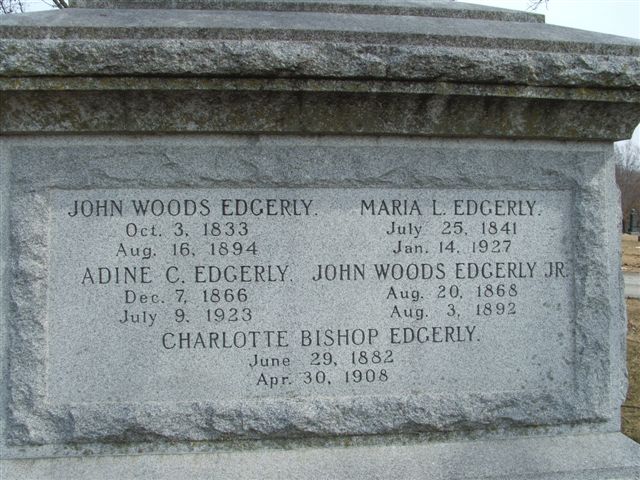 JOHN WOODS EDGERLY.
Oct. 3, 1833
Aug. 16, 1894
MARIA L. EDGERLY.
July 25, 1841
Jan. 14, 1927
ADINE C. EDGERLY.
Dec. 7, 1866
July 9, 1923
JOHN WOODS EDGERLY JR.
Aug. 20, 1868
Aug. 3, 1892
CHARLOTTE BISHOP EDGERLY.
June 29, 1882
Apr. 30, 1908